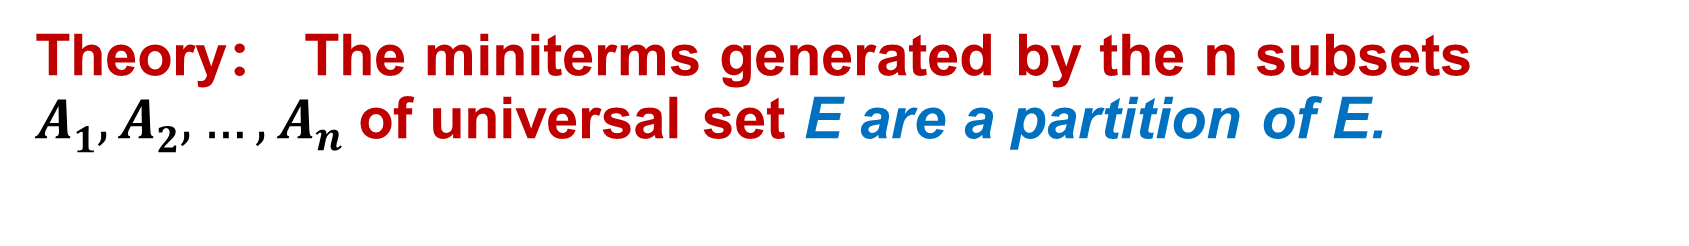 Theory: The miniterms generated by the n subsets
A₁, A₂, … , Aₙ of universal set E are a partition of E.